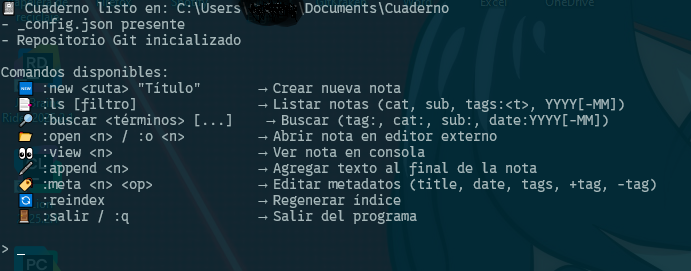 📓 Cuaderno listo en: C:\Users\ \Documents\Cuaderno
- _config.json presente
- Repositorio Git inicializado
Comandos disponibles:
🆕 :new <ruta> "Título" → Crear nueva nota
📑 :ls [filtro] → Listar notas (cat, sub, tags:<t>, YYYY[-MM])
🔎 :buscar <términos> [...] → Buscar (tag:, cat:, sub:, date:YYYY[-MM])
📂 :open <n> / :o <n> → Abrir nota en editor externo
👀 :view <n> → Ver nota en consola
🖊 :append <n> → Agregar texto al final de la nota
🏷 :meta <n> <op> → Editar metadatos (title, date, tags, +tag, -tag)
🔄 :reindex → Regenerar índice
🚪 :salir / :q → Salir del programa
> _